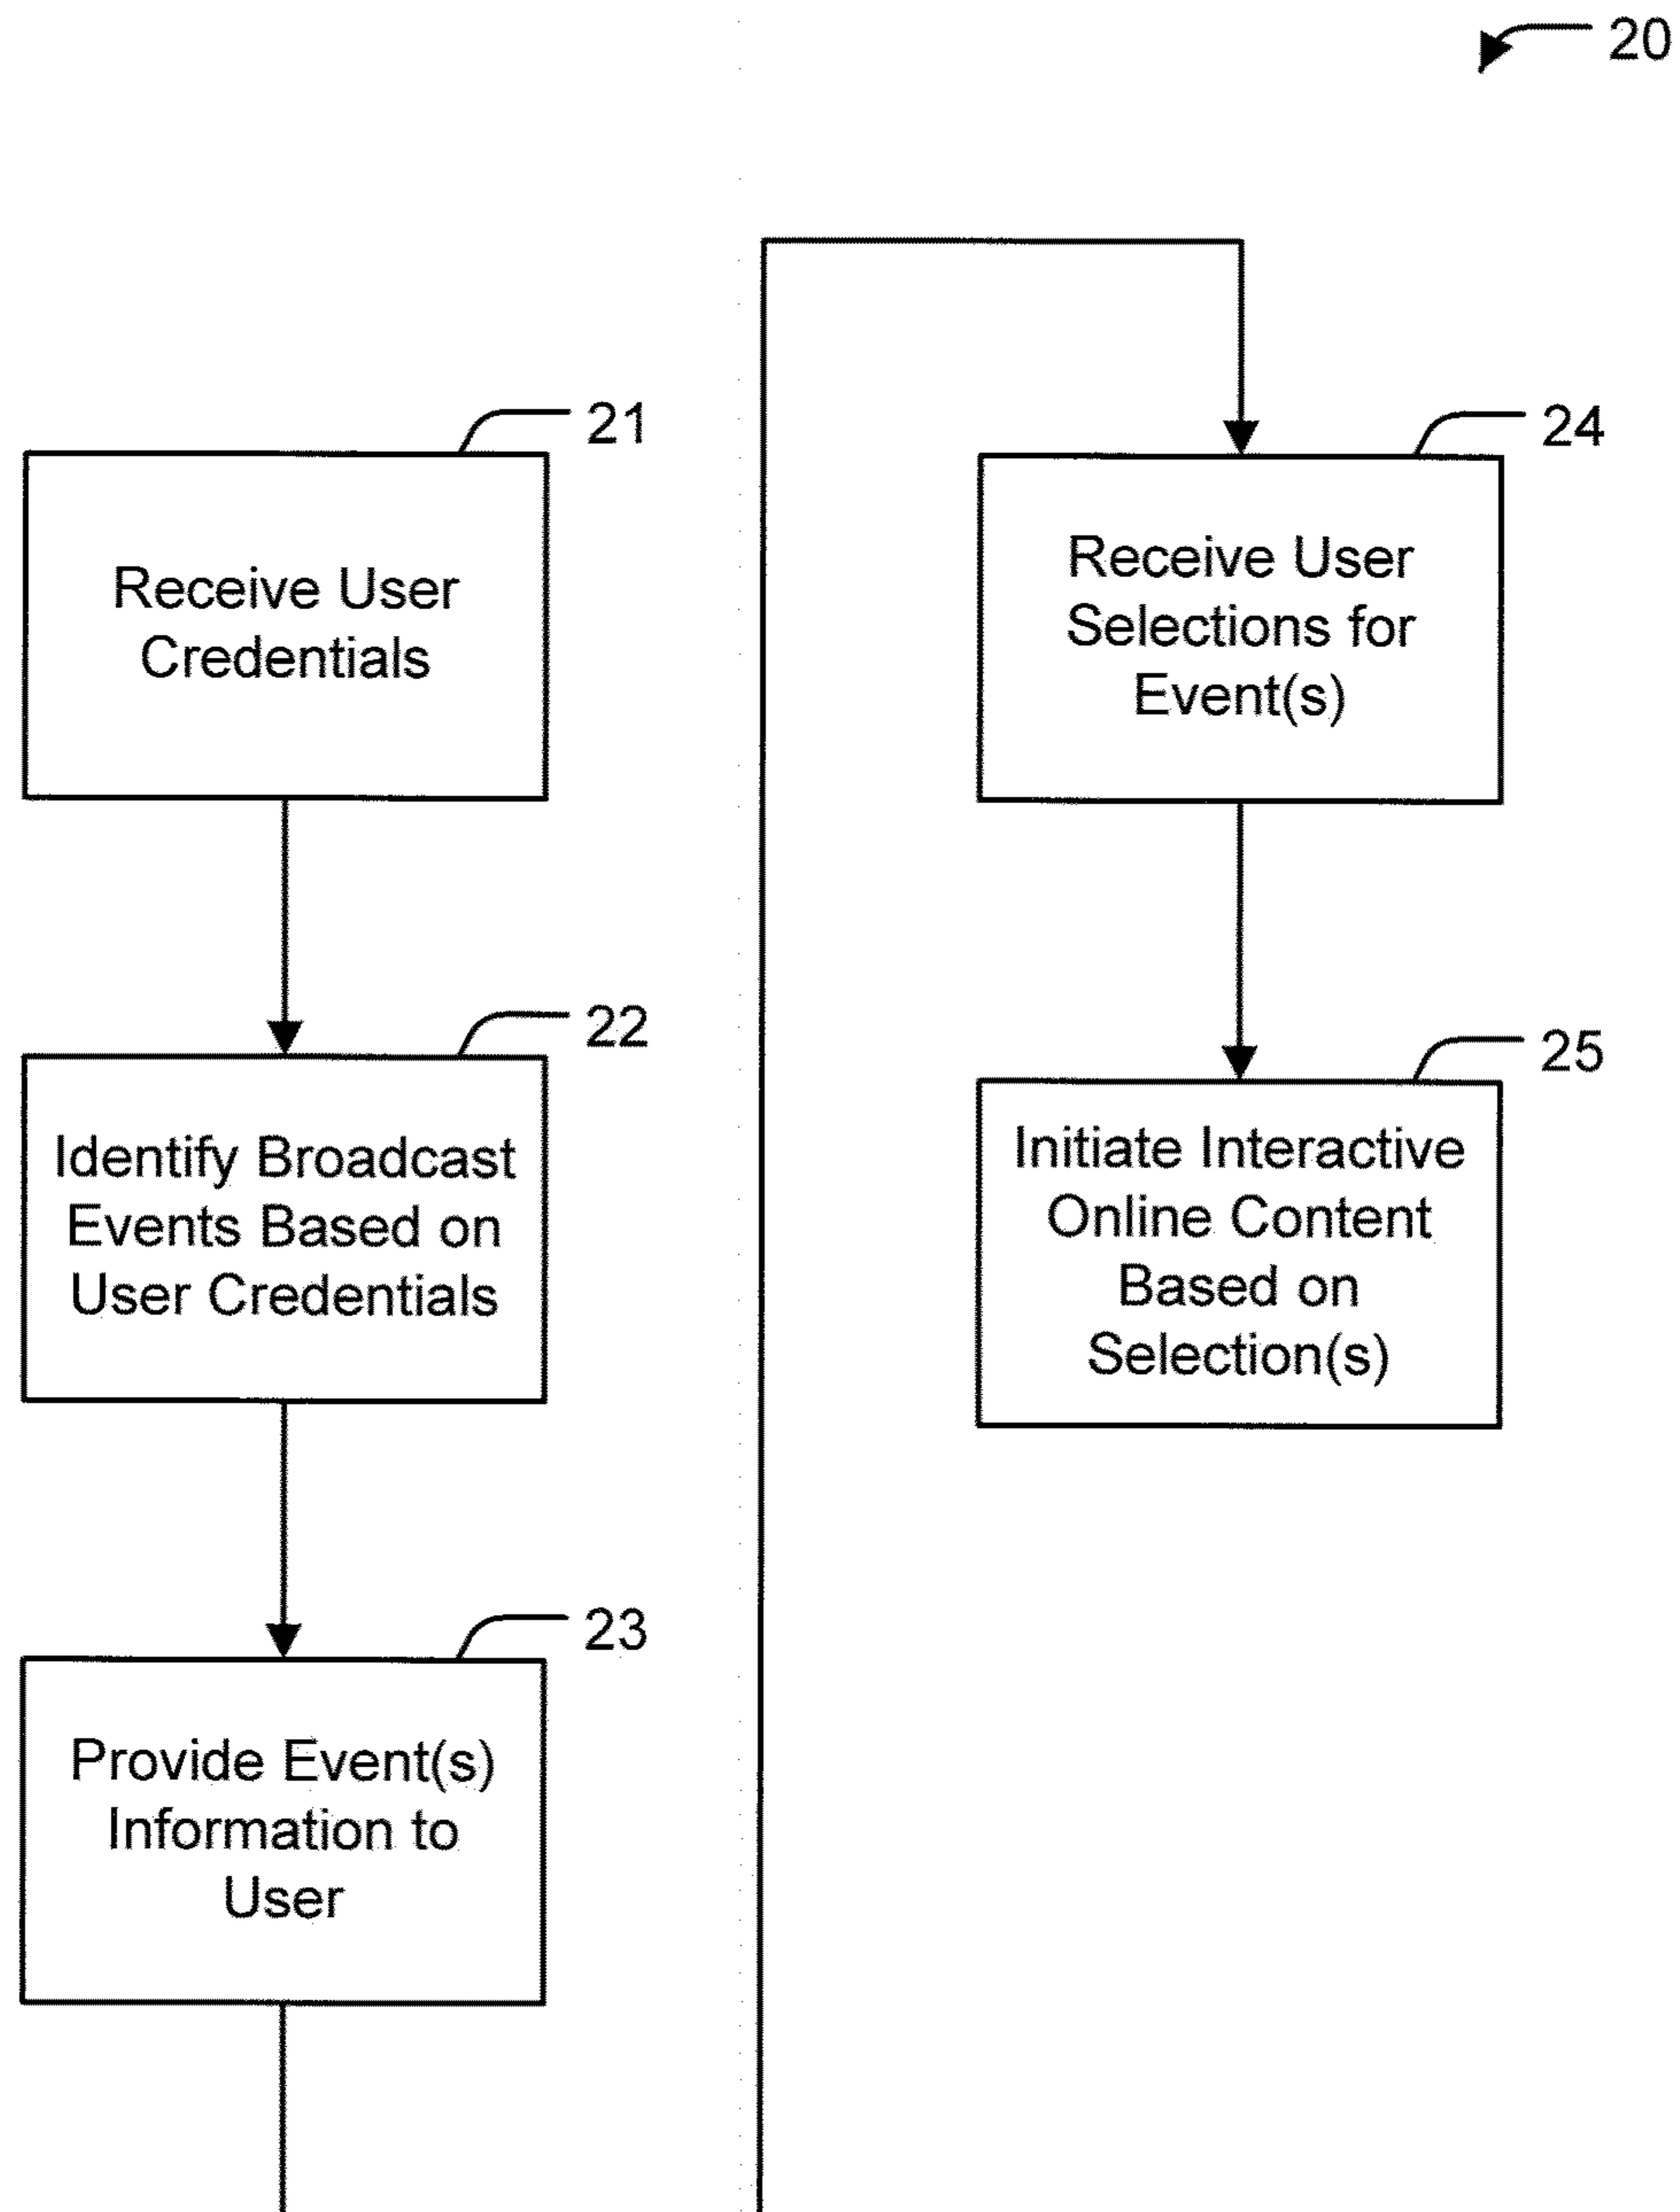 20
21
Receive User
Credentials
22
Identify Broadcast
Events Based on
User Credentials
23
Provide Event(s)
Information to
User
24
Receive User
Selections for
Event(s)
25
Initiate Interactive
Online Content
Based on
Selection(s)